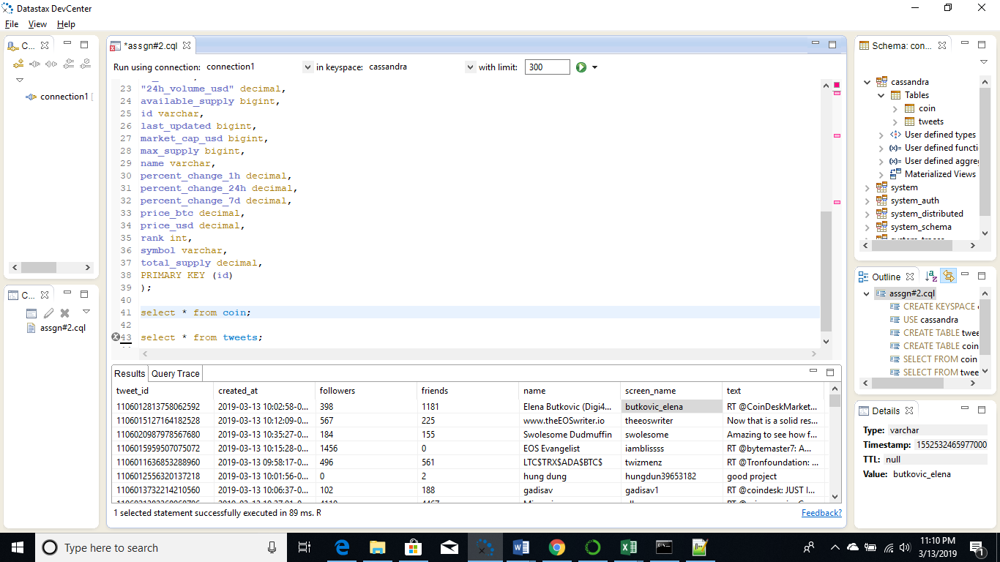 Datastax DevCenter
File View Help
C...
connection1 [
C...
assgn#2.cql
*assgn#2.cql
Run using connection: connection1 in keyspace: cassandra with limit: 300
23 "24h_volume_usd" decimal,
24 available_supply bigint,
25 id varchar,
26 last_updated bigint,
27 market_cap_usd bigint,
28 max_supply bigint,
29 name varchar,
30 percent_change_1h decimal,
31 percent_change_24h decimal,
32 percent_change_7d decimal,
33 price_btc decimal,
34 price_usd decimal,
35 rank int,
36 symbol varchar,
37 total_supply decimal,
38 PRIMARY KEY (id)
39 );
40
41 select * from coin;
42
43 select * from tweets;
Results Query Trace
tweet_id created_at followers friends name screen_name text
1106012813758062592 2019-03-13 10:02:58-0... 398 1181 Elena Butkovic (Digi4... butkovic_elena RT @CoinDeskMarket...
1106015127164182528 2019-03-13 10:12:09-0... 567 225 www.theEOSwriter.io theeoswriter Now that is a solid res...
1106020987978567680 2019-03-13 10:35:27-0... 184 155 Swolesome Dudmuffin swolesome Amazing to see how f...
1106015959507075072 2019-03-13 10:15:28-0... 1456 0 EOS Evangelist iamblissss RT @bytemaster7: A...
1106011636853288960 2019-03-13 09:58:17-0... 496 561 LTC$TRX$ADA$BTC$ twizmenz RT @Tronfoundation: ...
1106012556320137218 2019-03-13 10:01:56-0... 0 2 hung dung hungdun39653182 good project
1106013732214210560 2019-03-13 10:06:37-0... 102 188 gadisav gadisav1 RT @coindesk: JUST I...
1 selected statement successfully executed in 89 ms. R
Feedback?
Schema: con...
cassandra
Tables
coin
tweets
User defined types
User defined functi
User defined aggre
Materialized Views
system
system_auth
system_distributed
system_schema
Outline
assgn#2.cql
CREATE KEYSPACE
USE cassandra
CREATE TABLE twee
CREATE TABLE coin
SELECT FROM coin
SELECT FROM twee
Details
Type: varchar
Timestamp: 1552532465977000
TTL: null
Value: butkovic_elena
Type here to search
11:10 PM
3/13/2019
1